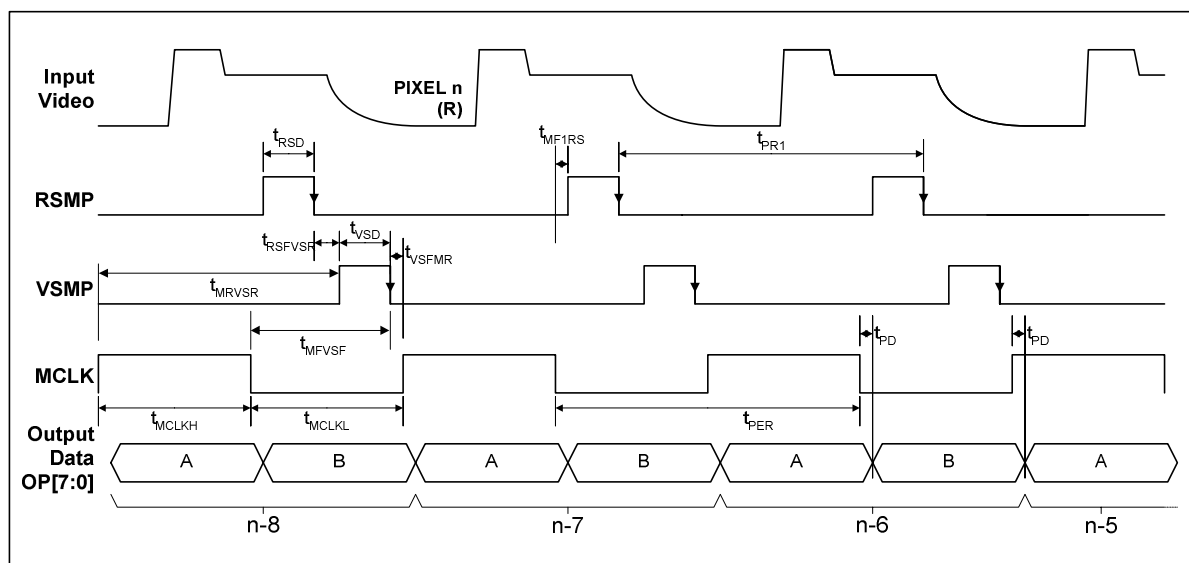 Input
Video
PIXEL n
(R)
tRSD
tMF1RS
tPR1
RSMP
tRSFVSR
tVSD
tVSFMR
tMRVSR
VSMP
tMFVSF
tPD
tPD
MCLK
tMCLKH
tMCLKL
tPER
Output
Data
OP[7:0]
A
B
A
B
A
B
A
n-8
n-7
n-6
n-5